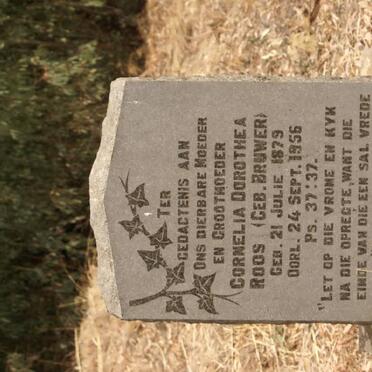 TER
GEDACTENIS AAN
ONS DIERBARE MOEDER
EN GROOTMOEDER
CORNELIA DOROTHEA
ROOS (GEB. BRUWER)
GEB. 21 JULIE 1879
OORL. 24 SEPT. 1956
PS. 37:37.
"LET OP DIE VROME EN KYK
NA DIE OPREGTE, WANT DIE
EINDE VAN DIE EEN SAL VREDE